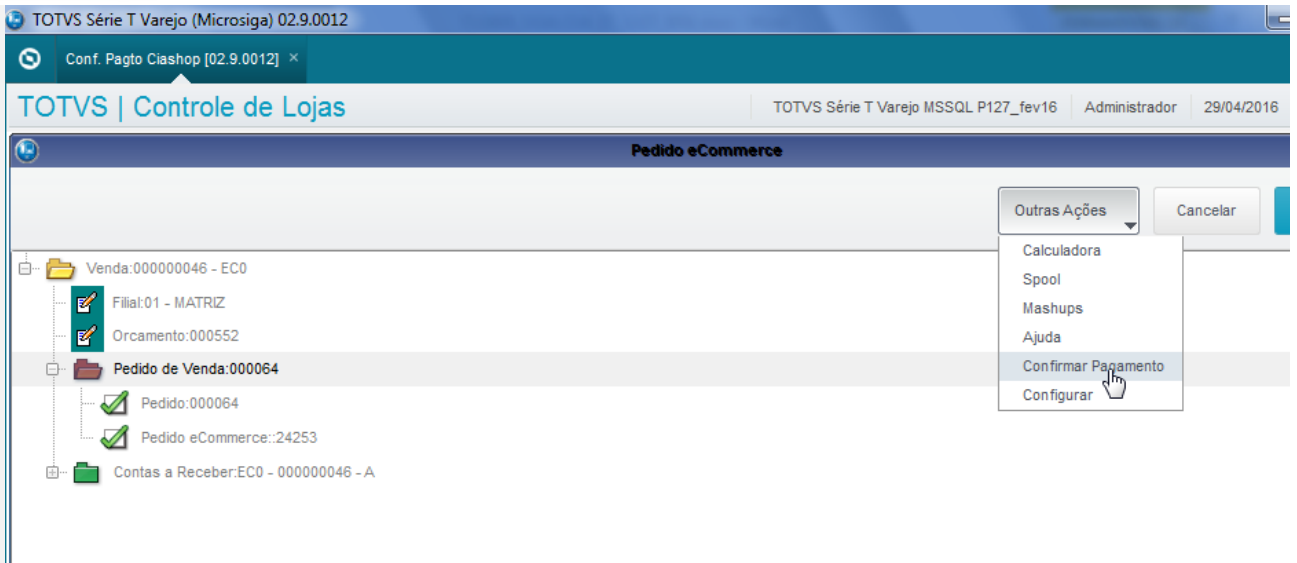 TOTVS Série T Varejo (Microsiga) 02.9.0012
Conf. Pagto Ciashop [02.9.0012] ×
TOTVS | Controle de Lojas
TOTVS Série T Varejo MSSQL P127_fev16 Administrador 29/04/2016
Pedido eCommerce
Outras Ações Cancelar
Calculadora
Spool
Mashups
Ajuda
Confirmar Pagamento
Configurar
Venda:000000046 - EC0
Filial:01 - MATRIZ
Orcamento:000552
Pedido de Venda:000064
Pedido:000064
Pedido eCommerce::24253
Contas a Receber:EC0 - 000000046 - A